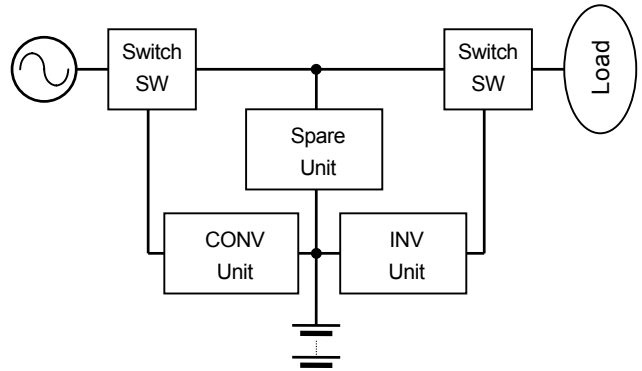 Switch
SW
Switch
SW
Load
Spare
Unit
CONV
Unit
INV
Unit